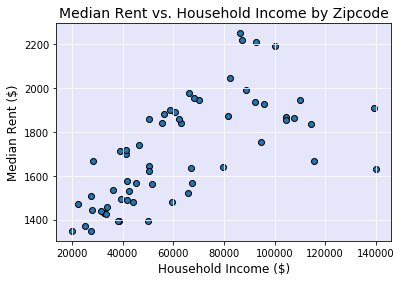 Median Rent vs. Household Income by Zipcode
Median Rent ($)
2200
2000
1800
1600
1400
20000 40000 60000 80000 100000 120000 140000
Household Income ($)